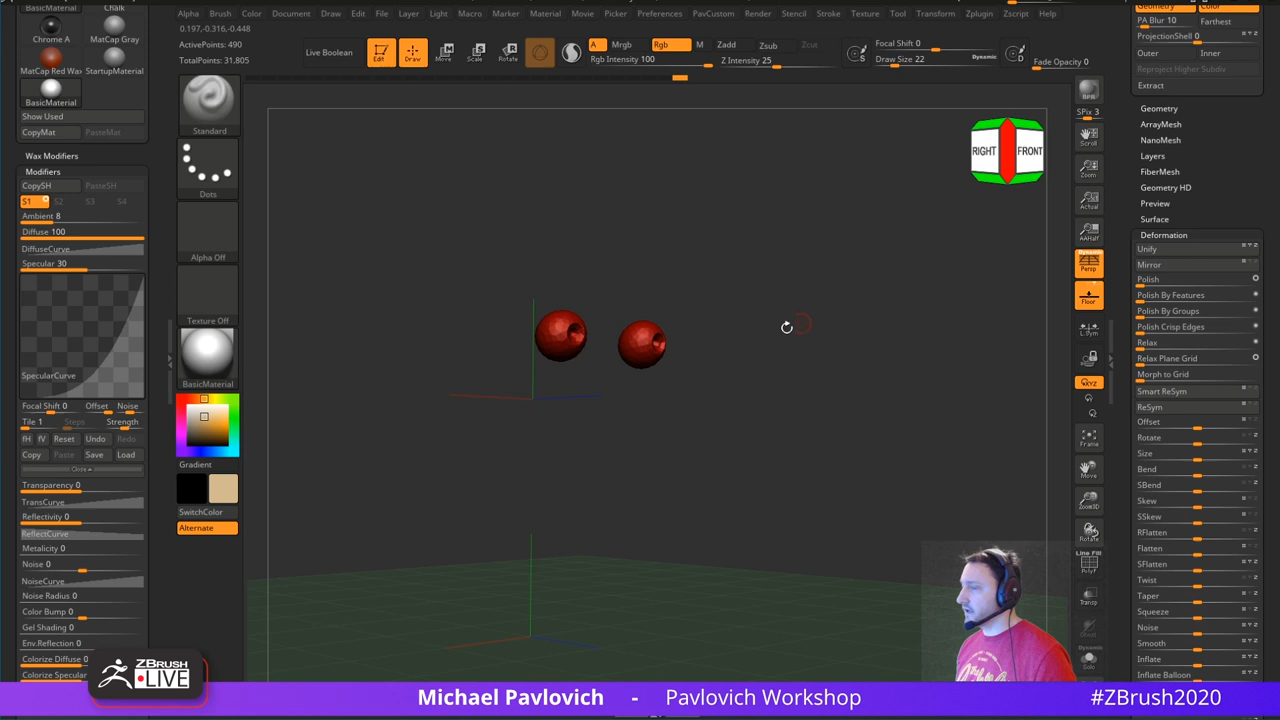 Alpha Brush Color Document Draw Dynamics Edit File Layer Light Macro Marker Material Movie Picker Preferences PavCustom Render Stencil Stroke Texture Tool Transform Zplugin Zscript Help
BasicMaterial Chalk
Chrome A MatCap Gray
MatCap Red Wax StartupMaterial
BasicMaterial
Show Used
CopyMat PasteMat
Wax Modifiers
Modifiers
CopySH PasteSH
S1 S2 S3 S4
Ambient 8
Diffuse 100
DiffuseCurve
Specular 30
SpecularCurve
Focal Shift 0 Offset Noise
Tile 1 Steps Strength
fH fV Reset Undo Redo
Copy Paste Save Load
Close
Transparency 0
TransCurve
Reflectivity 0
ReflectCurve
Metalicity 0
Noise 0
NoiseCurve
Noise Radius 0
Color Bump 0
Gel Shading 0
Env.Reflection 0
Colorize Diffuse 0
Colorize Specular
0.197,-0.316,-0.448
ActivePoints: 490
TotalPoints: 31,805
Live Boolean
Edit Draw Move Scale Rotate
A Mrgb Rgb M Zadd Zsub Zcut
Rgb Intensity 100 Z Intensity 25
Focal Shift 0
Draw Size 22 Dynamic
S D
Fade Opacity 0
Standard
Dots
Alpha Off
Texture Off
BasicMaterial
Gradient
SwitchColor
Alternate
RIGHT FRONT
BPR
SPix 3
Scroll
Zoom
Actual
AAHalf
Dynamic
Persp
Floor
L.Sym
XYZ
Frame
Move
Zoom3D
Rotate
Line Fill
PolyF
Transp
Ghost
Dynamic
Solo
Geometry Color
PA Blur 10 Farthest
ProjectionShell 0
Outer Inner
Reproject Higher Subdiv
Extract
Geometry
ArrayMesh
NanoMesh
Layers
FiberMesh
Geometry HD
Preview
Surface
Deformation
Unify
Mirror
Polish
Polish By Features
Polish By Groups
Polish Crisp Edges
Relax
Relax Plane Grid
Morph to Grid
Smart ReSym
ReSym
Offset
Rotate
Size
Bend
SBend
Skew
SSkew
RFlatten
Flatten
SFlatten
Twist
Taper
Squeeze
Noise
Smooth
Inflate
Inflate Balloon
ZBRUSH
LIVE
Michael Pavlovich - Pavlovich Workshop #ZBrush2020